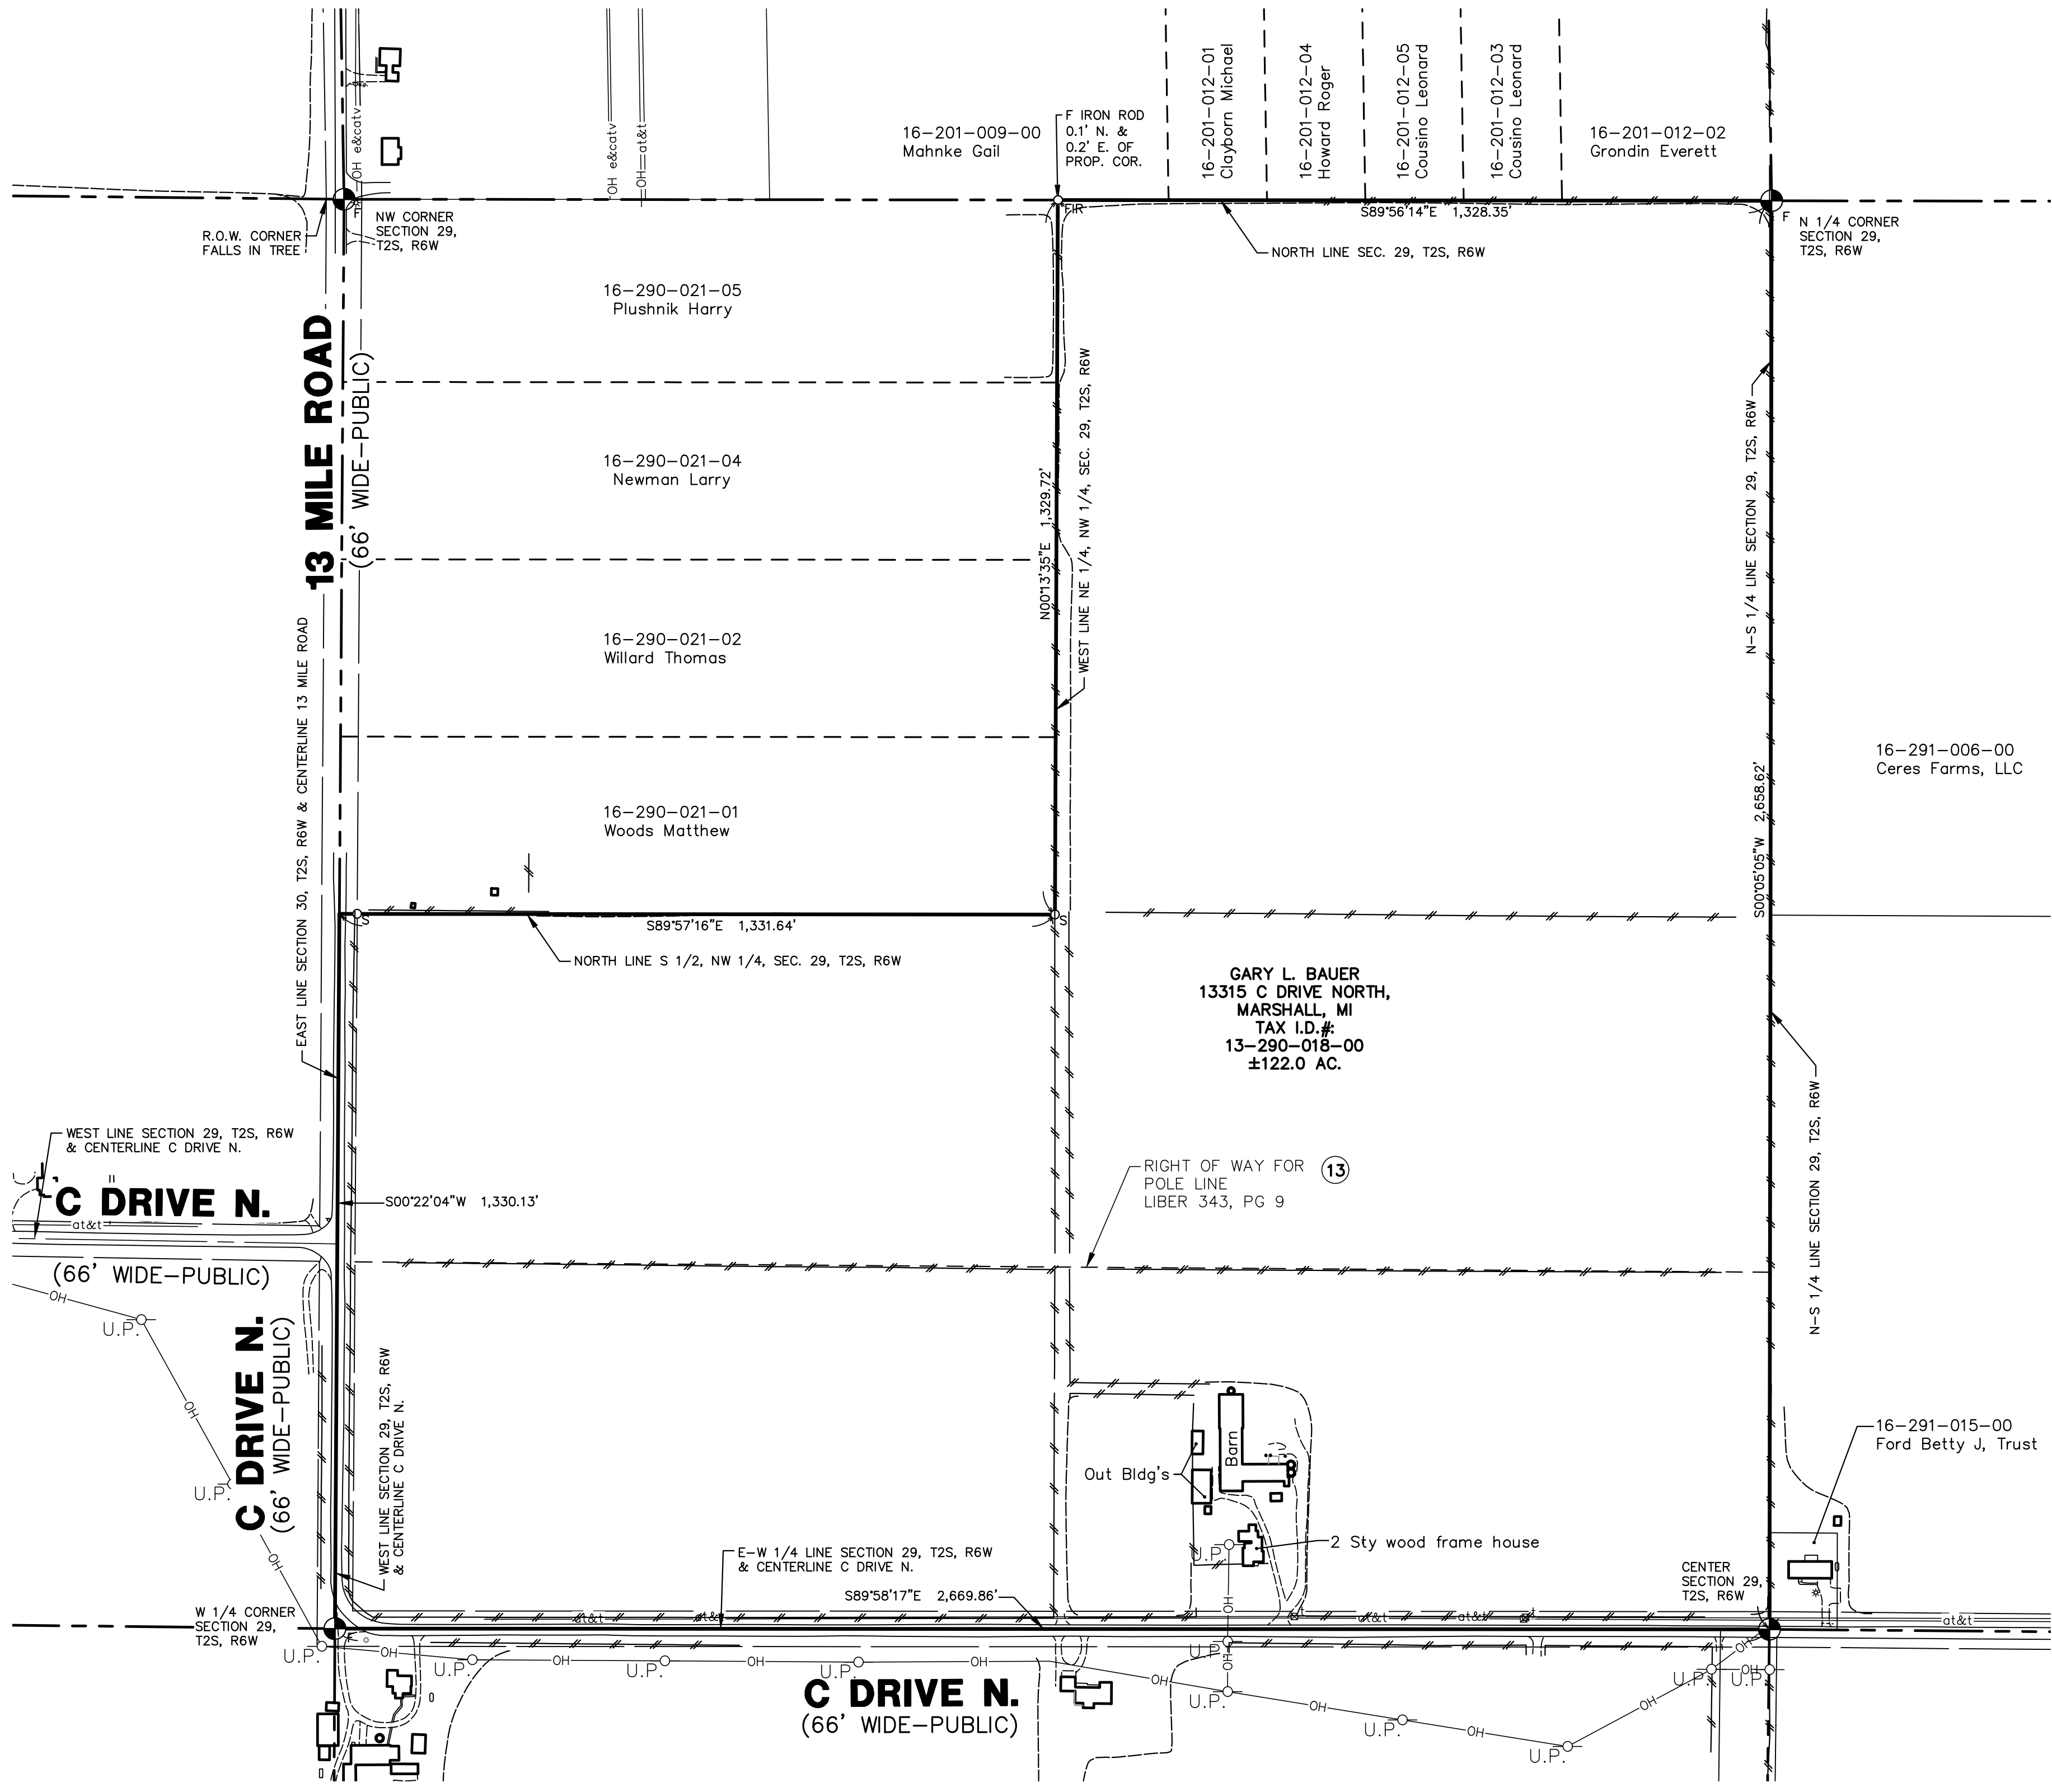 16-201-012-01
Clayborn Michael
16-201-012-04
Howard Roger
16-201-012-05
Cousino Leonard
16-201-012-03
Cousino Leonard
OH e&catv
OH e&catv
OH at&t
16-201-009-00
Mahnke Gail
F IRON ROD
0.1' N. &
0.2' E. OF
PROP. COR.
16-201-012-02
Grondin Everett
F
NW CORNER
SECTION 29,
T2S, R6W
R.O.W. CORNER
FALLS IN TREE
FIR
S89°56'14"E 1,328.35'
F
N 1/4 CORNER
SECTION 29,
T2S, R6W
NORTH LINE SEC. 29, T2S, R6W
16-290-021-05
Plushnik Harry
13 MILE ROAD
(66' WIDE-PUBLIC)
16-290-021-04
Newman Larry
N00°13'35"E 1,329.72'
WEST LINE NE 1/4, NW 1/4, SEC. 29, T2S, R6W
N-S 1/4 LINE SECTION 29, T2S, R6W
16-290-021-02
Willard Thomas
EAST LINE SECTION 30, T2S, R6W & CENTERLINE 13 MILE ROAD
16-291-006-00
Ceres Farms, LLC
S00°05'05"W 2,658.62'
16-290-021-01
Woods Matthew
S
S
S89°57'16"E 1,331.64'
NORTH LINE S 1/2, NW 1/4, SEC. 29, T2S, R6W
GARY L. BAUER
13315 C DRIVE NORTH,
MARSHALL, MI
TAX I.D.#:
13-290-018-00
±122.0 AC.
N-S 1/4 LINE SECTION 29, T2S, R6W
WEST LINE SECTION 29, T2S, R6W
& CENTERLINE C DRIVE N.
C DRIVE N.
at&t
(66' WIDE-PUBLIC)
S00°22'04"W 1,330.13'
RIGHT OF WAY FOR
POLE LINE
LIBER 343, PG 9
13
OH
U.P.
OH
U.P.
OH
C DRIVE N.
(66' WIDE-PUBLIC)
WEST LINE SECTION 29, T2S, R6W
& CENTERLINE C DRIVE N.
Barn
Out Bldg's
2 Sty wood frame house
U.P.
OH
16-291-015-00
Ford Betty J, Trust
E-W 1/4 LINE SECTION 29, T2S, R6W
& CENTERLINE C DRIVE N.
S89°58'17"E 2,669.86'
CENTER
SECTION 29,
T2S, R6W
W 1/4 CORNER
SECTION 29,
T2S, R6W
at&t
at&t
at&t
at&t
at&t
U.P.
OH
U.P.
OH
U.P.
OH
U.P.
OH
U.P.
OH
OH
U.P.
OH
U.P.
OH
U.P.
OH
U.P.
OH
U.P.
OH
C DRIVE N.
(66' WIDE-PUBLIC)